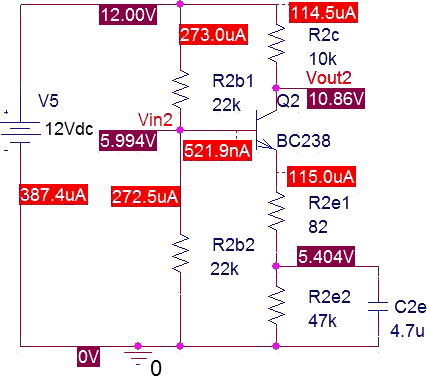 12.00V
114.5uA
273.0uA
R2c
10k
R2b1
22k
Vout2
V5
Q2
10.86V
12Vdc
Vin2
5.994V
BC238
521.9nA
387.4uA
272.5uA
115.0uA
R2e1
82
R2b2
22k
5.404V
R2e2
47k
C2e
4.7u
0V
0